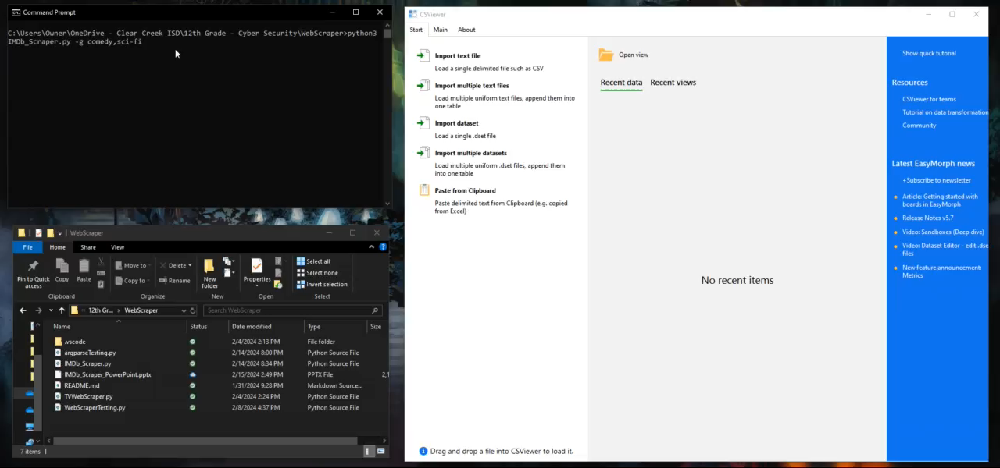 Command Prompt
C:\Users\Owner\OneDrive - Clear Creek ISD\12th Grade - Cyber Security\WebScraper>python3
IMDb_Scraper.py -g comedy,sci-fi
WebScraper
File Home Share View
Pin to Quick access
Copy
Paste
Clipboard
Move to
Copy to
Delete
Rename
Organize
New folder
New
Properties
Open
Select all
Select none
Invert selection
Select
12th Gr... > WebScraper
Search WebScraper
Name Status Date modified Type Size
.vscode 2/4/2024 2:13 PM File folder
argparseTesting.py 2/14/2024 8:00 PM Python Source File
IMDb_Scraper.py 2/14/2024 8:34 PM Python Source File
IMDb_Scraper_PowerPoint.pptx 2/15/2024 2:49 PM PPTX File 2,1
README.md 1/31/2024 9:28 PM Markdown Source...
TVWebScraper.py 2/4/2024 2:24 PM Python Source File
WebScraperTesting.py 2/8/2024 4:37 PM Python Source File
7 items
CSViewer
Start Main About
Import text file
Load a single delimited file such as CSV
Import multiple text files
Load multiple uniform text files, append them into
one table
Import dataset
Load a single .dset file
Import multiple datasets
Load multiple uniform .dset files, append them
into one table
Paste from Clipboard
Paste delimited text from Clipboard (e.g. copied
from Excel)
Drag and drop a file into CSViewer to load it.
Open view
Recent data Recent views
No recent items
Show quick tutorial
Resources
CSViewer for teams
Tutorial on data transformation
Community
Latest EasyMorph news
+Subscribe to newsletter
Article: Getting started with
boards in EasyMorph
Release Notes v5.7
Video: Sandboxes (Deep dive)
Video: Dataset Editor - edit .dse
files
New feature announcement:
Metrics